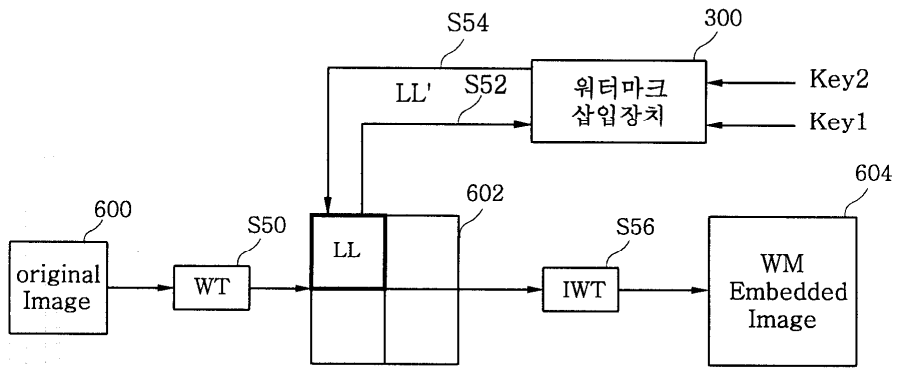 S54
300
LL'
S52
워터마크
삽입장치
Key2
Key1
600
S50
602
S56
604
original
Image
WT
LL
IWT
WM
Embedded
Image